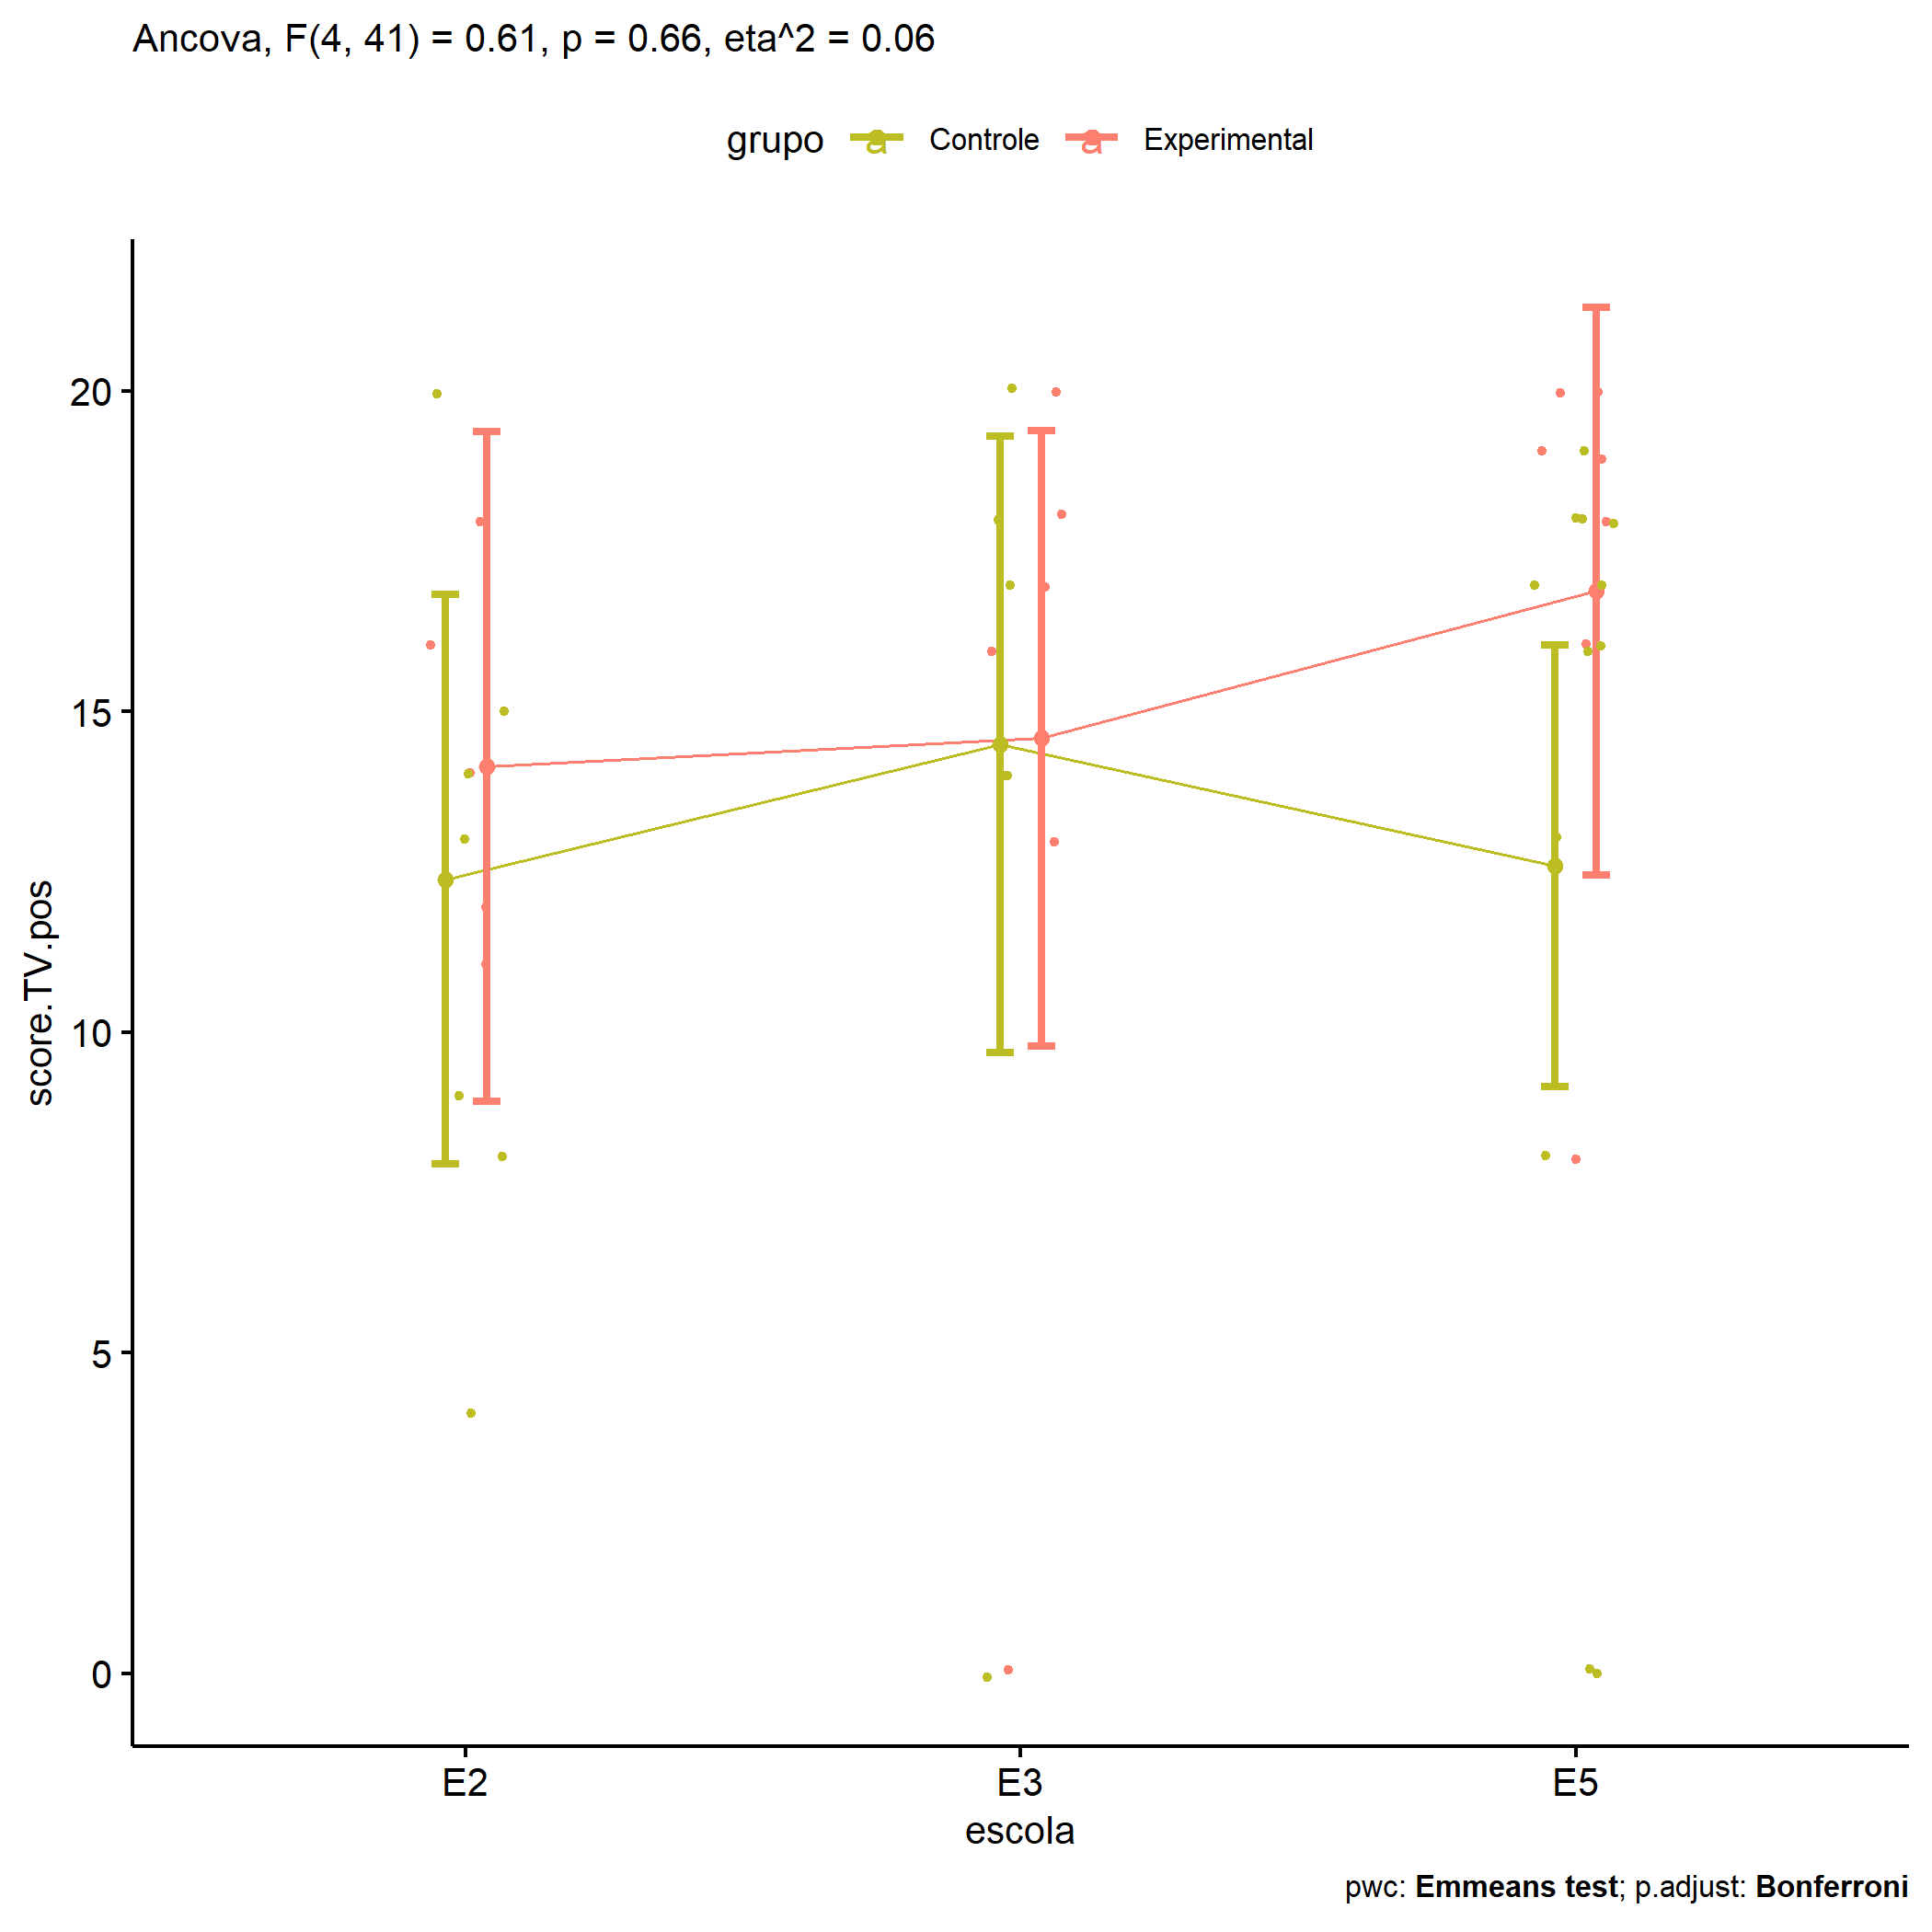 Ancova, F(4, 41) = 0.61, p = 0.66, eta^2 = 0.06
grupo a Controle a Experimental
20
15
10
5
0
score.TV.pos
E2 E3 E5
escola
pwc: Emmeans test; p.adjust: Bonferroni